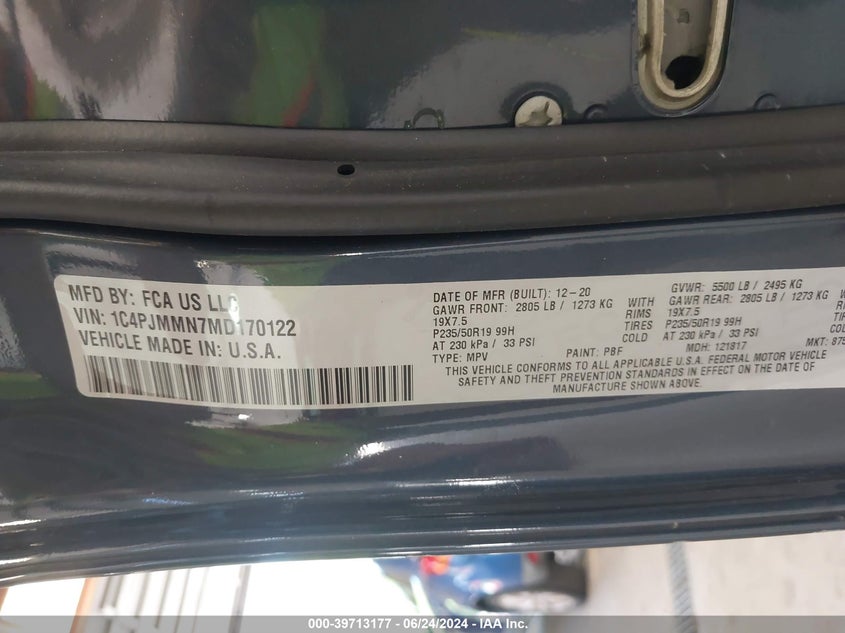 MFD BY: FCA US LLC
VIN: 1C4PJMMN7MD170122
VEHICLE MADE IN: U.S.A.
DATE OF MFR (BUILT): 12-20
GVWR: 5500 LB / 2495 KG
GAWR FRONT: 2805 LB / 1273 KG WITH GAWR REAR: 2805 LB / 1273 KG
19X7.5 RIMS 19X7.5
P235/50R19 99H TIRES P235/50R19 99H
AT 230 kPa / 33 PSI COLD AT 230 kPa / 33 PSI
TYPE: MPV PAINT: PBF MDH: 121817 MKT: 875
THIS VEHICLE CONFORMS TO ALL APPLICABLE U.S.A. FEDERAL MOTOR VEHICLE
SAFETY AND THEFT PREVENTION STANDARDS IN EFFECT ON THE DATE OF
MANUFACTURE SHOWN ABOVE.
000-39713177 - 06/24/2024 - IAA Inc.